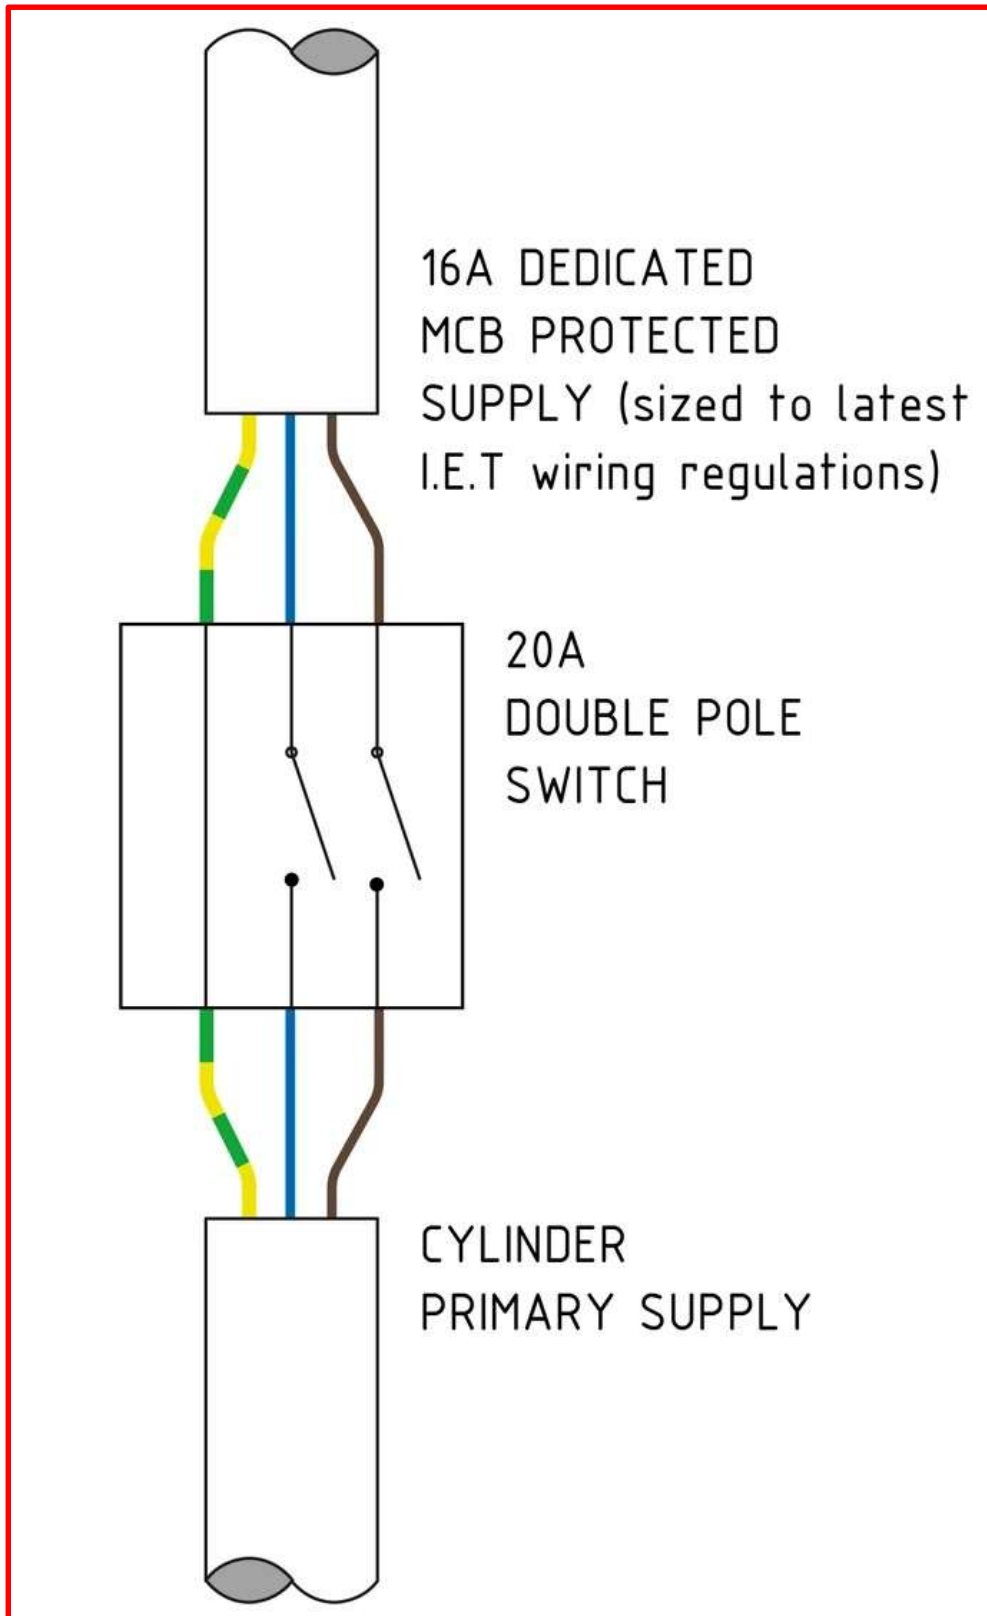 16A DEDICATED
MCB PROTECTED
SUPPLY (sized to latest
I.E.T wiring regulations)
20A
DOUBLE POLE
SWITCH
CYLINDER
PRIMARY SUPPLY